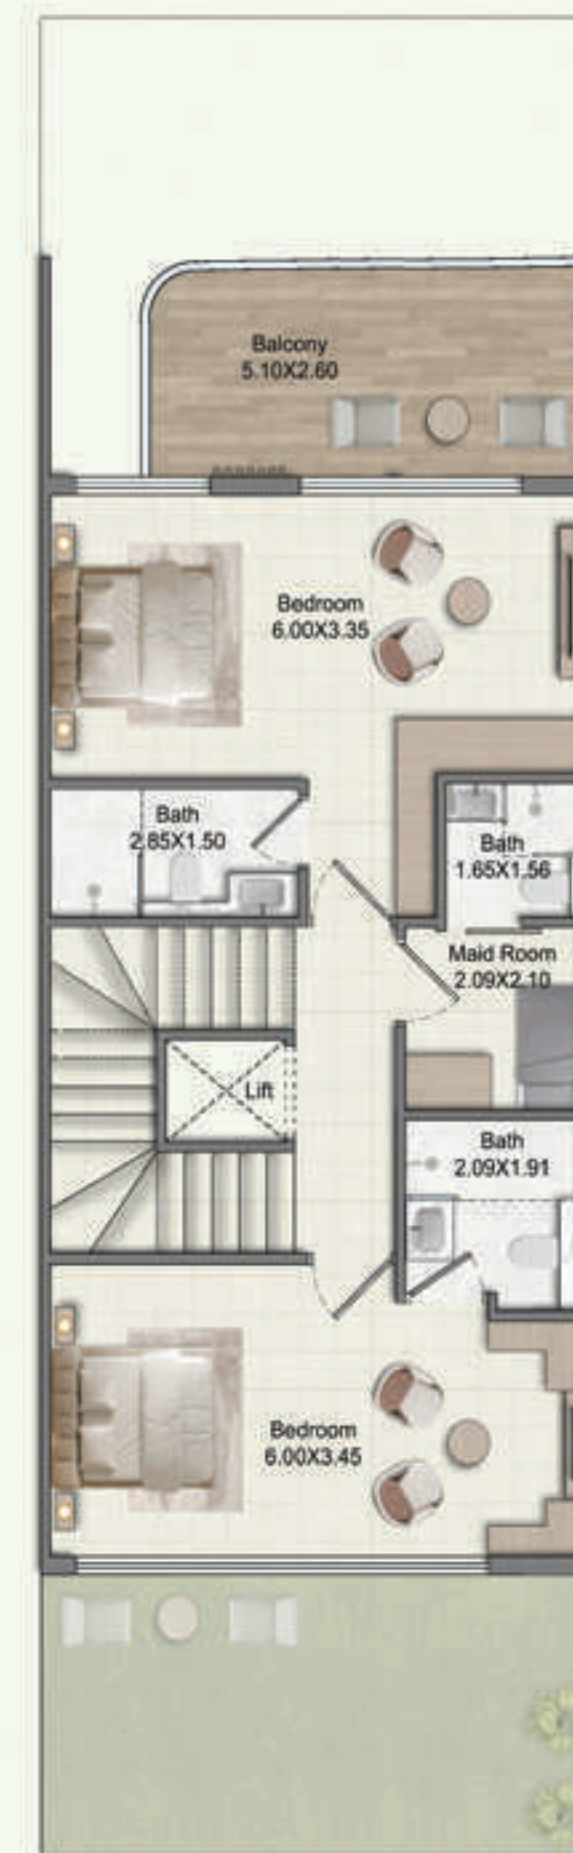 Balcony
5.10X2.60
Bedroom
6.00X3.35
Bath
2.85X1.50
Bath
1.65X1.56
Maid Room
2.09X2.10
Lift
Bath
2.09X1.91
Bedroom
6.00X3.45